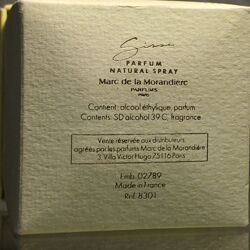 Sissi
PARFUM
NATURAL SPRAY
Marc de la Morandière
PARFUMS
PARIS
Content: alcool éthylique, parfum
Contents: SD alcohol 39 C, fragrance
Vente réservée aux distributeurs
agréés par les parfums Marc de la Morandière
3, Villa Victor Hugo 75116 Paris
Emb. 02789
Made in France
Réf. 8301